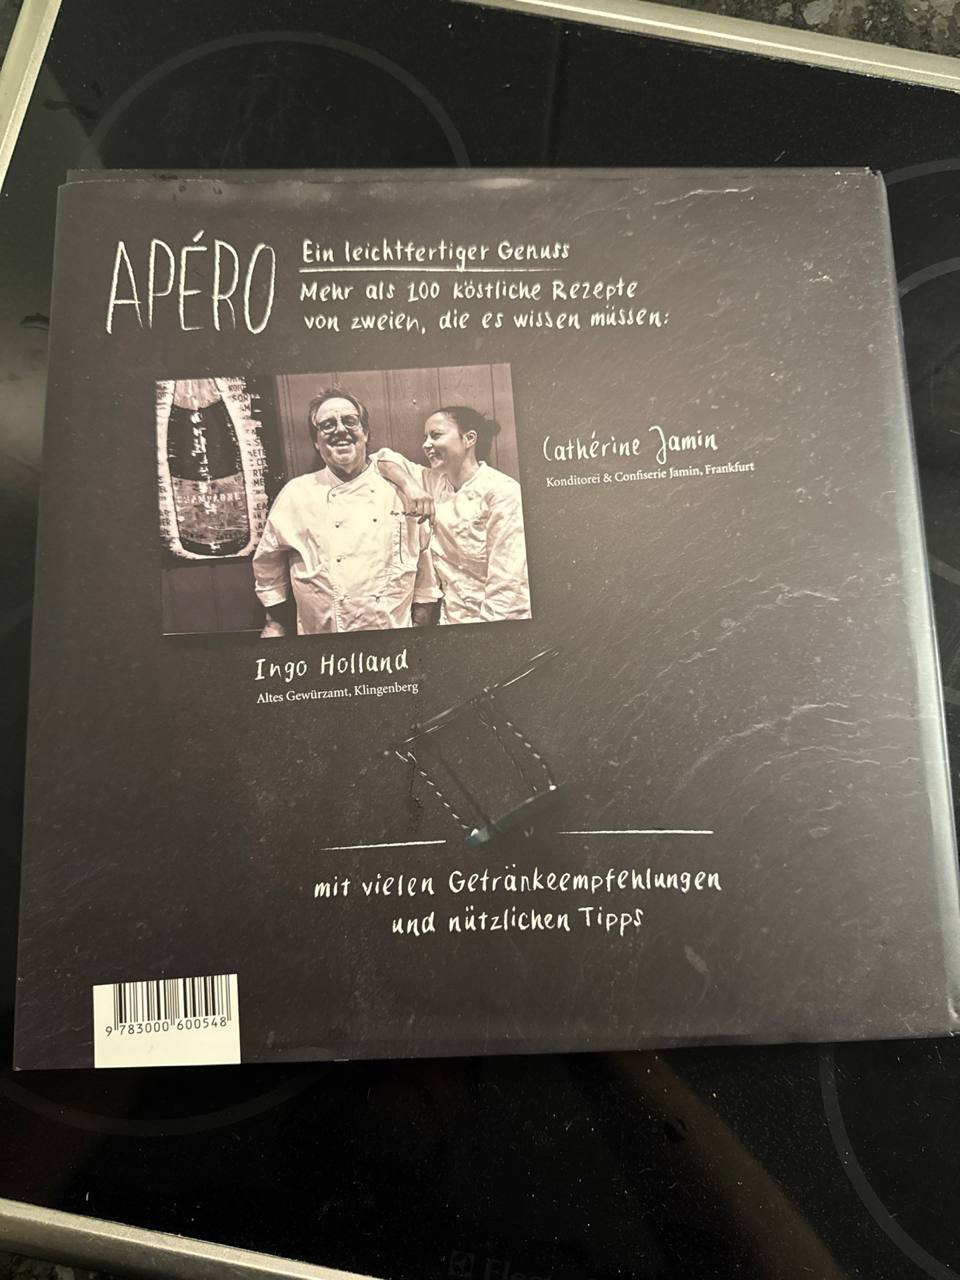 APÉRO
Ein leichtfertiger Genuss
Mehr als 100 köstliche Rezepte
von zweien, die es wissen müssen:
CHAMPAGNE
Cathérine Jamin
Konditorei & Confiserie Jamin, Frankfurt
Ingo Holland
Altes Gewürzamt, Klingenberg
mit vielen Getränkeempfehlungen
und nützlichen Tipps
9 783000 600548